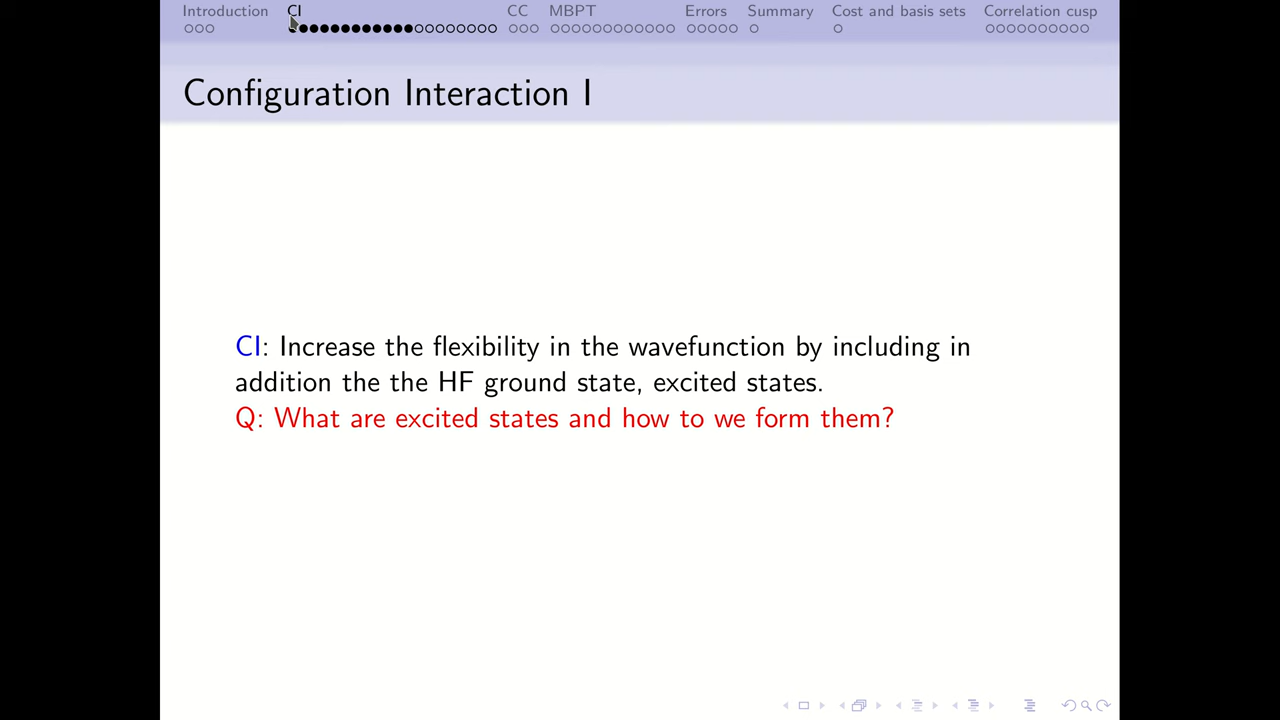 Introduction CI CC MBPT Errors Summary Cost and basis sets Correlation cusp
Configuration Interaction I
CI: Increase the flexibility in the wavefunction by including in
addition the the HF ground state, excited states.
Q: What are excited states and how to we form them?